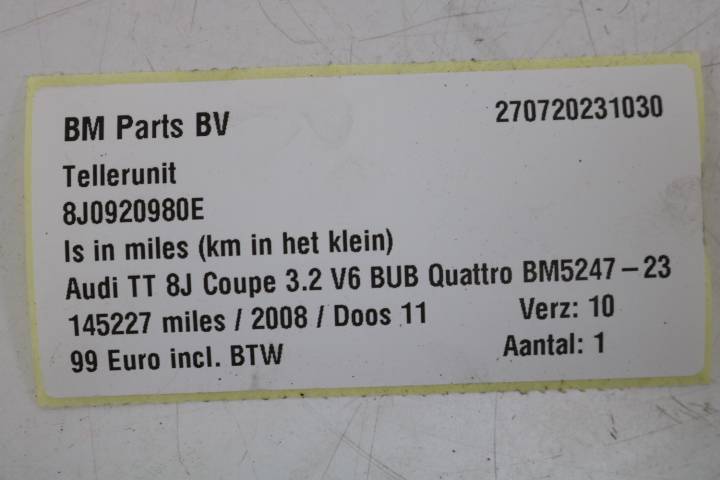 BM Parts BV 270720231030
Tellerunit
8J0920980E
Is in miles (km in het klein)
Audi TT 8J Coupe 3.2 V6 BUB Quattro BM5247-23
145227 miles / 2008 / Doos 11 Verz: 10
99 Euro incl. BTW Aantal: 1